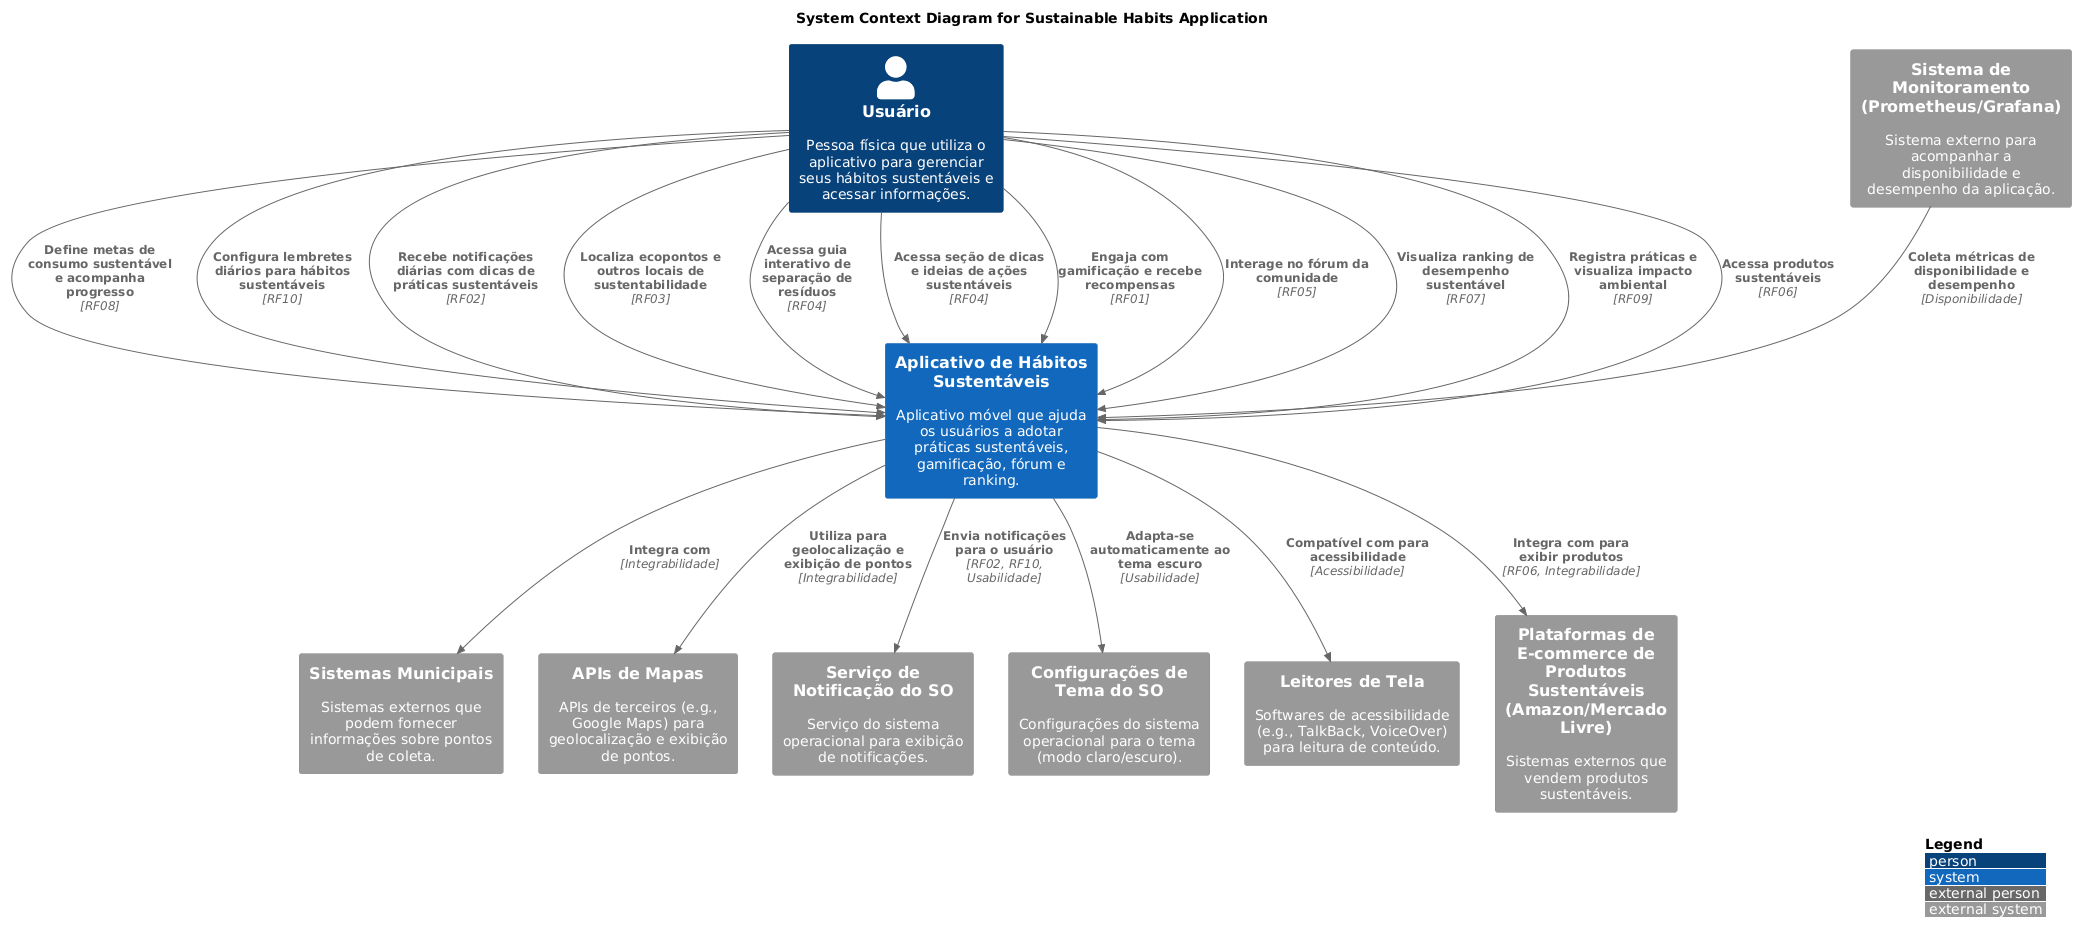 System Context Diagram for Sustainable Habits Application
Usuário
Pessoa física que utiliza o
aplicativo para gerenciar
seus hábitos sustentáveis e
acessar informações.
Sistema de
Monitoramento
(Prometheus/Grafana)
Sistema externo para
acompanhar a
disponibilidade e
desempenho da aplicação.
Define metas de
consumo sustentável
e acompanha
progresso
[RF08]
Configura lembretes
diários para hábitos
sustentáveis
[RF10]
Recebe notificações
diárias com dicas de
práticas sustentáveis
[RF02]
Localiza ecopontos e
outros locais de
sustentabilidade
[RF03]
Acessa guia
interativo de
separação de
resíduos
[RF04]
Acessa seção de dicas
e ideias de ações
sustentáveis
[RF04]
Engaja com
gamificação e recebe
recompensas
[RF01]
Interage no fórum da
comunidade
[RF05]
Visualiza ranking de
desempenho
sustentável
[RF07]
Registra práticas e
visualiza impacto
ambiental
[RF09]
Acessa produtos
sustentáveis
[RF06]
Coleta métricas de
disponibilidade e
desempenho
[Disponibilidade]
Aplicativo de Hábitos
Sustentáveis
Aplicativo móvel que ajuda
os usuários a adotar
práticas sustentáveis,
gamificação, fórum e
ranking.
Integra com
[Integrabilidade]
Utiliza para
geolocalização e
exibição de pontos
[Integrabilidade]
Envia notificações
para o usuário
[RF02, RF10,
Usabilidade]
Adapta-se
automaticamente ao
tema escuro
[Usabilidade]
Compatível com para
acessibilidade
[Acessibilidade]
Integra com para
exibir produtos
[RF06, Integrabilidade]
Sistemas Municipais
Sistemas externos que
podem fornecer
informações sobre pontos
de coleta.
APIs de Mapas
APIs de terceiros (e.g.,
Google Maps) para
geolocalização e exibição
de pontos.
Serviço de
Notificação do SO
Serviço do sistema
operacional para exibição
de notificações.
Configurações de
Tema do SO
Configurações do sistema
operacional para o tema
(modo claro/escuro).
Leitores de Tela
Softwares de acessibilidade
(e.g., TalkBack, VoiceOver)
para leitura de conteúdo.
Plataformas de
E-commerce de
Produtos
Sustentáveis
(Amazon/Mercado
Livre)
Sistemas externos que
vendem produtos
sustentáveis.
Legend
person
system
external person
external system